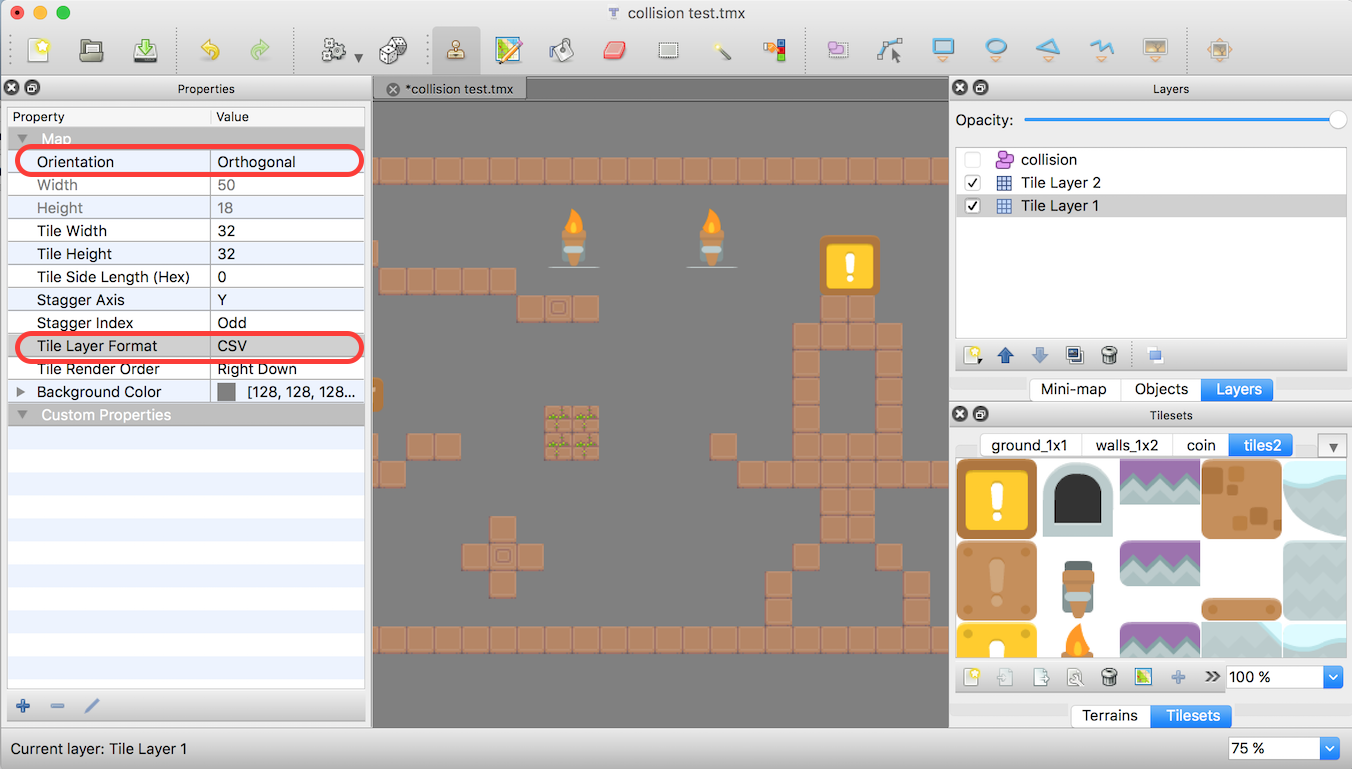 collision test.tmx
Properties
*collision test.tmx
Layers
Property Value
Map
Orientation Orthogonal
Width 50
Height 18
Tile Width 32
Tile Height 32
Tile Side Length (Hex) 0
Stagger Axis Y
Stagger Index Odd
Tile Layer Format CSV
Tile Render Order Right Down
Background Color [128, 128, 128...
Custom Properties
Opacity:
collision
Tile Layer 2
Tile Layer 1
Mini-map Objects Layers
Tilesets
ground_1x1 walls_1x2 coin tiles2
100 %
Terrains Tilesets
Current layer: Tile Layer 1
75 %